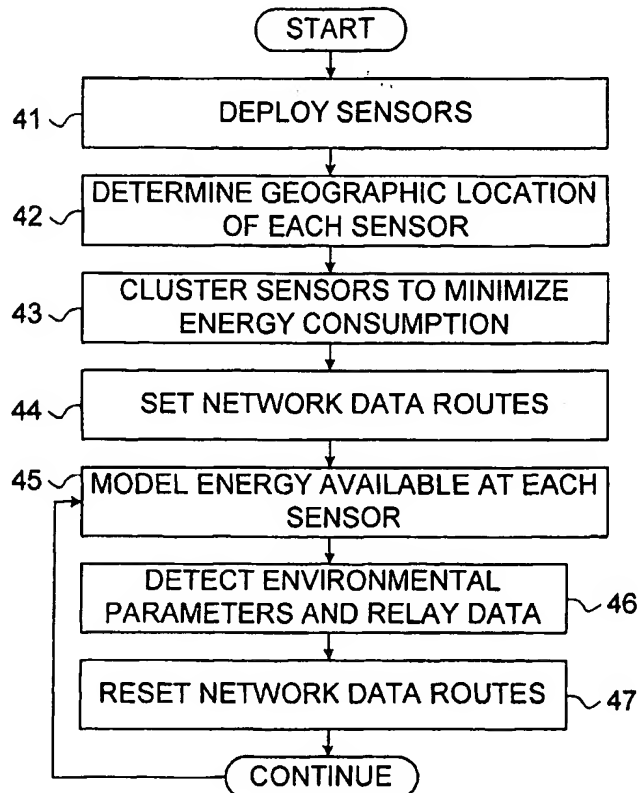 START
41
DEPLOY SENSORS
42
DETERMINE GEOGRAPHIC LOCATION
OF EACH SENSOR
43
CLUSTER SENSORS TO MINIMIZE
ENERGY CONSUMPTION
44
SET NETWORK DATA ROUTES
45
MODEL ENERGY AVAILABLE AT EACH
SENSOR
DETECT ENVIRONMENTAL
PARAMETERS AND RELAY DATA
46
RESET NETWORK DATA ROUTES
47
CONTINUE